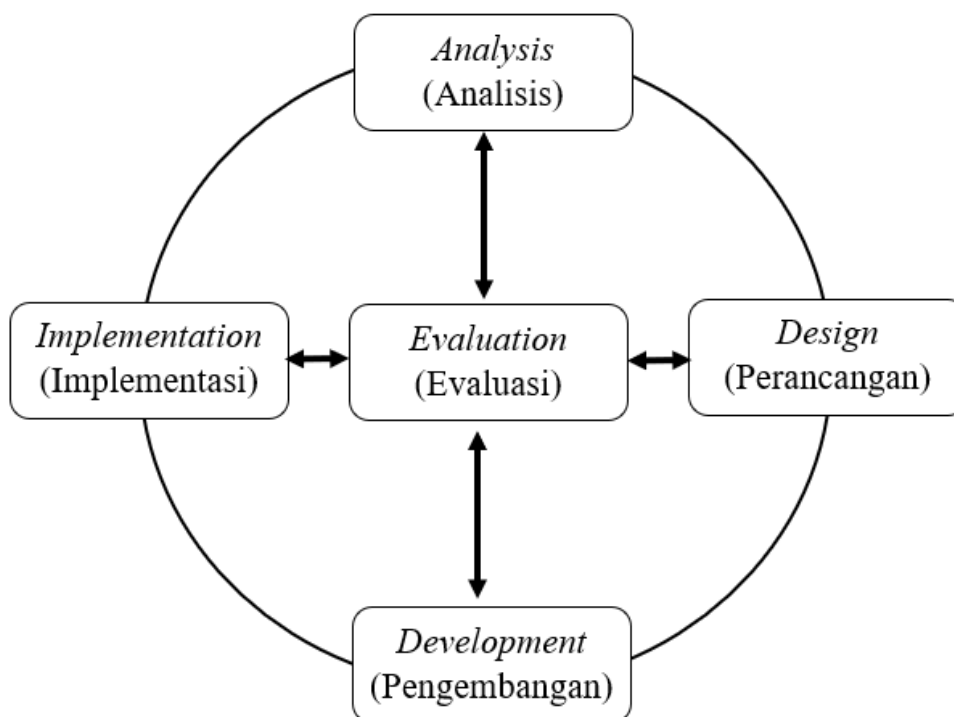 Analysis
(Analisis)
Implementation
(Implementasi)
Evaluation
(Evaluasi)
Design
(Perancangan)
Development
(Pengembangan)